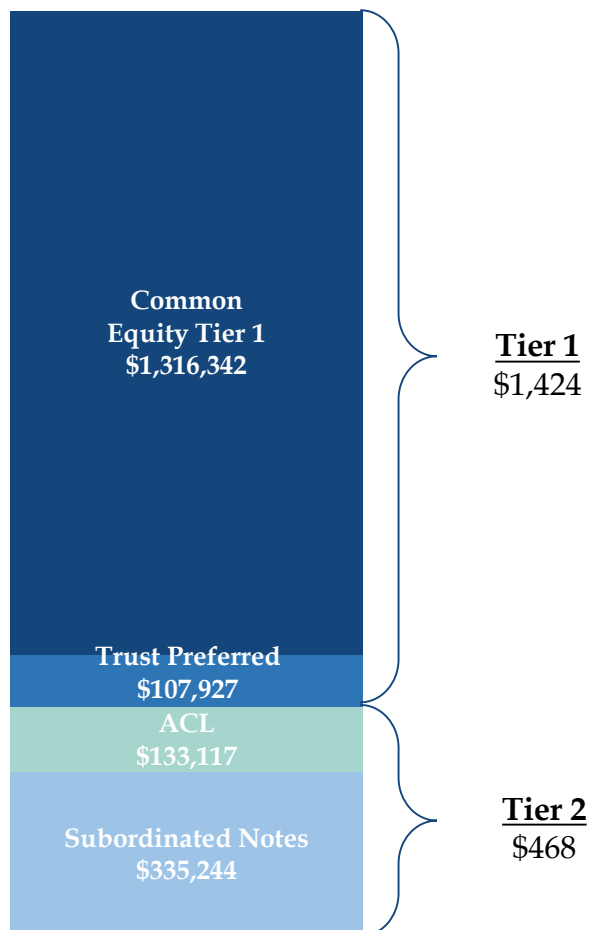 Common
Equity Tier 1
$1,316,342
Tier 1
$1,424
Trust Preferred
$107,927
ACL
$133,117
Subordinated Notes
$335,244
Tier 2
$468